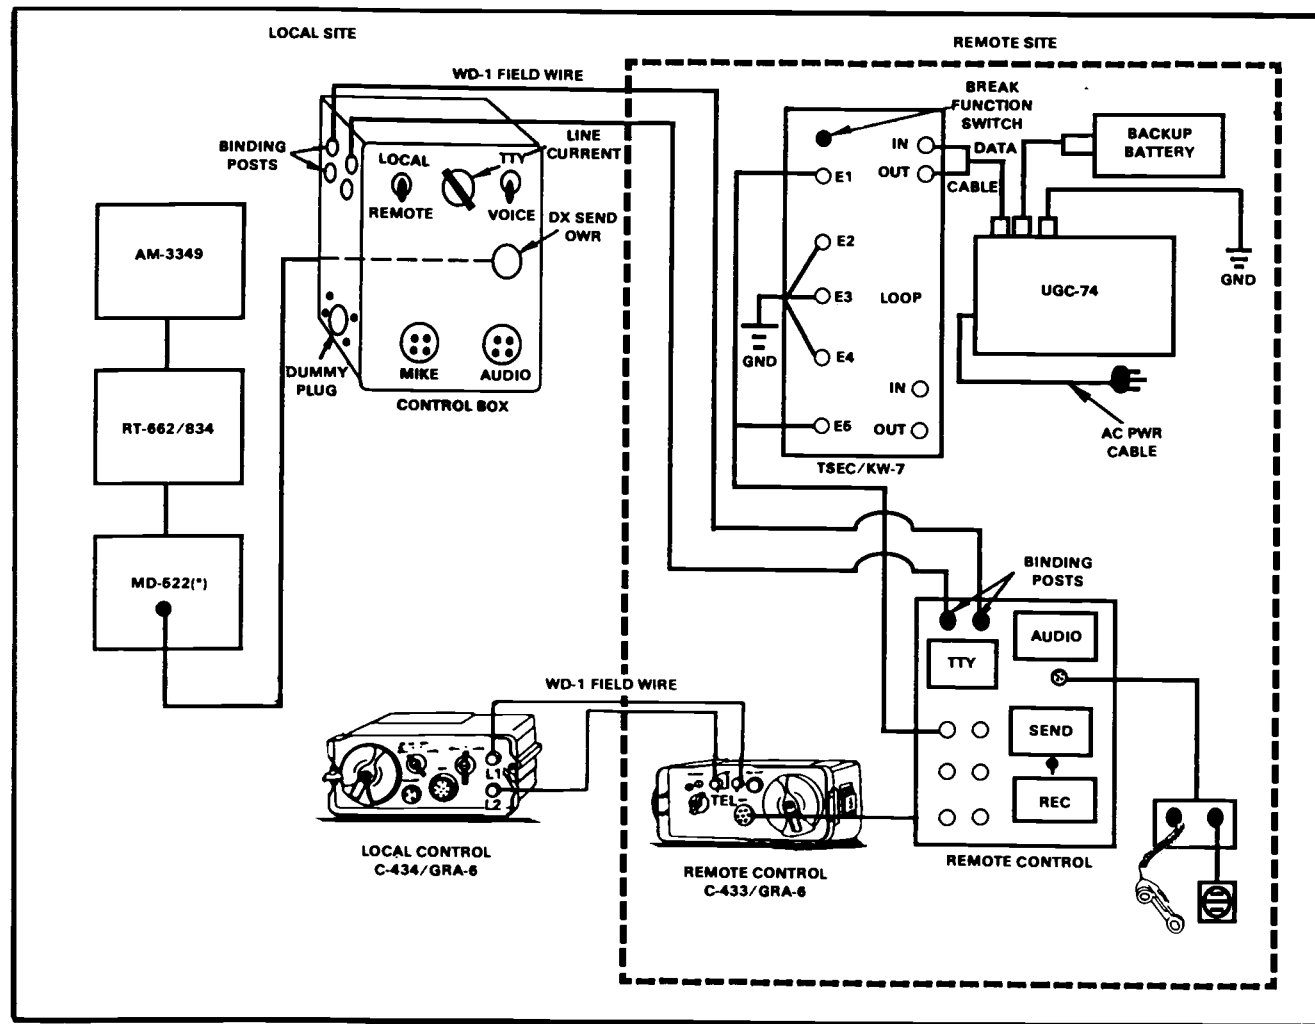 LOCAL SITE
REMOTE SITE
WD-1 FIELD WIRE
BINDING
POSTS
LOCAL
REMOTE
TTY
VOICE
LINE
CURRENT
DX SEND
OWR
DUMMY
PLUG
MIKE
AUDIO
CONTROL BOX
AM-3349
RT-662/834
MD-522(*)
BREAK
FUNCTION
SWITCH
IN
OUT
DATA
CABLE
E1
E2
E3
E4
E5
LOOP
IN
OUT
GND
TSEC/KW-7
BACKUP
BATTERY
UGC-74
GND
AC PWR
CABLE
BINDING
POSTS
TTY
AUDIO
SEND
REC
REMOTE CONTROL
WD-1 FIELD WIRE
L1
L2
LOCAL CONTROL
C-434/GRA-6
TEL
REMOTE CONTROL
C-433/GRA-6